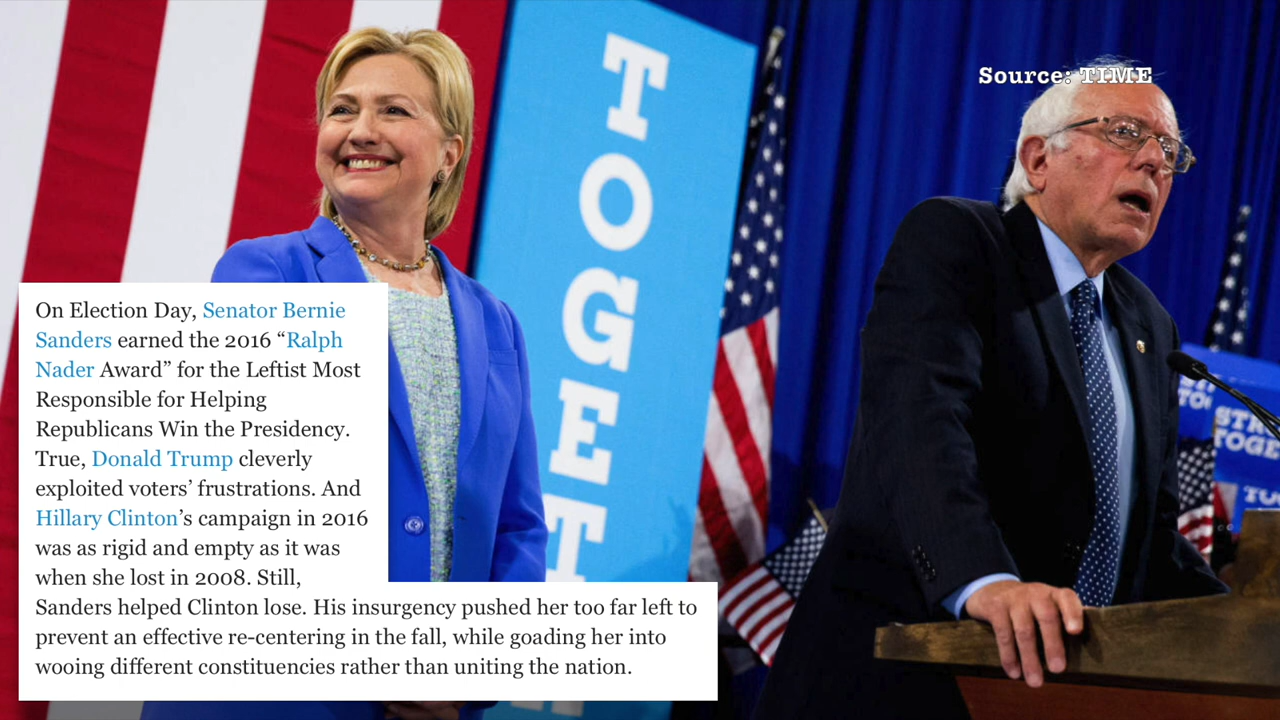 Source: TIME
TOGETH
On Election Day, Senator Bernie
Sanders earned the 2016 “Ralph
Nader Award” for the Leftist Most
Responsible for Helping
Republicans Win the Presidency.
True, Donald Trump cleverly
exploited voters’ frustrations. And
Hillary Clinton’s campaign in 2016
was as rigid and empty as it was
when she lost in 2008. Still,
Sanders helped Clinton lose. His insurgency pushed her too far left to
prevent an effective re-centering in the fall, while goading her into
wooing different constituencies rather than uniting the nation.
STR
TOGE